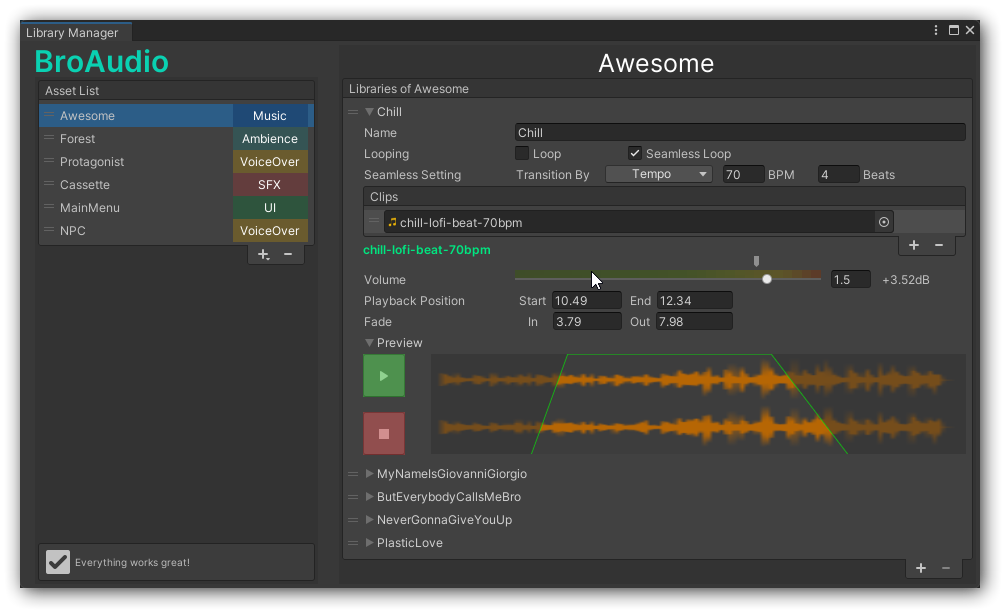 Library Manager
BroAudio
Asset List
Awesome Music
Forest Ambience
Protagonist VoiceOver
Cassette SFX
MainMenu UI
NPC VoiceOver
Everything works great!
Awesome
Libraries of Awesome
Chill
Name Chill
Looping Loop Seamless Loop
Seamless Setting Transition By Tempo 70 BPM 4 Beats
Clips
chill-lofi-beat-70bpm
chill-lofi-beat-70bpm
Volume 1.5 +3.52dB
Playback Position Start 10.49 End 12.34
Fade In 3.79 Out 7.98
Preview
MyNameIsGiovanniGiorgio
ButEverybodyCallsMeBro
NeverGonnaGiveYouUp
PlasticLove